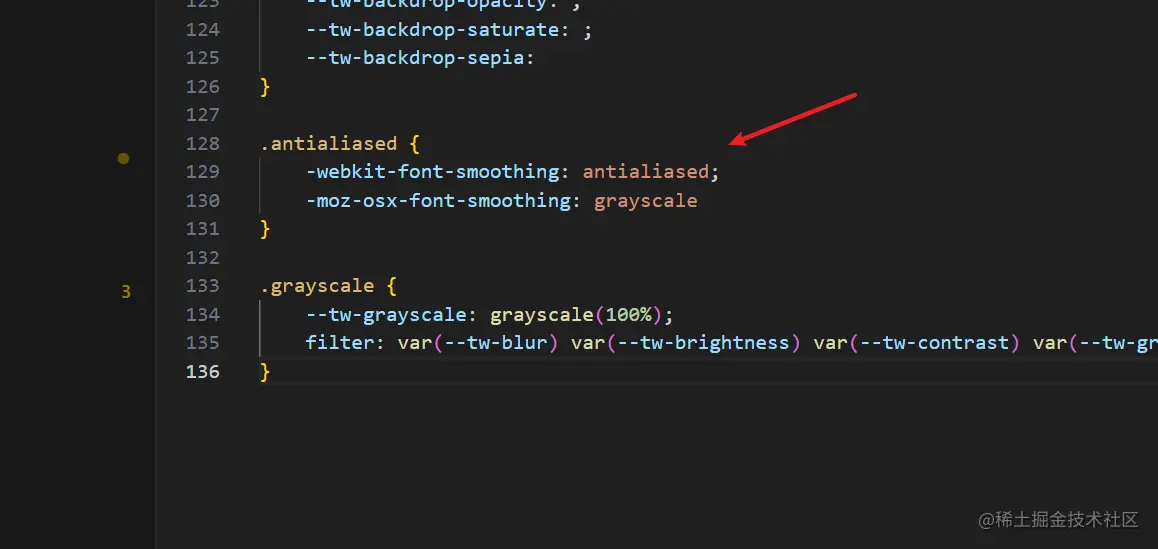 123 --tw-backdrop-opacity: ;
124 --tw-backdrop-saturate: ;
125 --tw-backdrop-sepia:
126 }
127
128 .antialiased {
129 -webkit-font-smoothing: antialiased;
130 -moz-osx-font-smoothing: grayscale
131 }
132
3
133 .grayscale {
134 --tw-grayscale: grayscale(100%);
135 filter: var(--tw-blur) var(--tw-brightness) var(--tw-contrast) var(--tw-gr
136 }
@稀土掘金技术社区